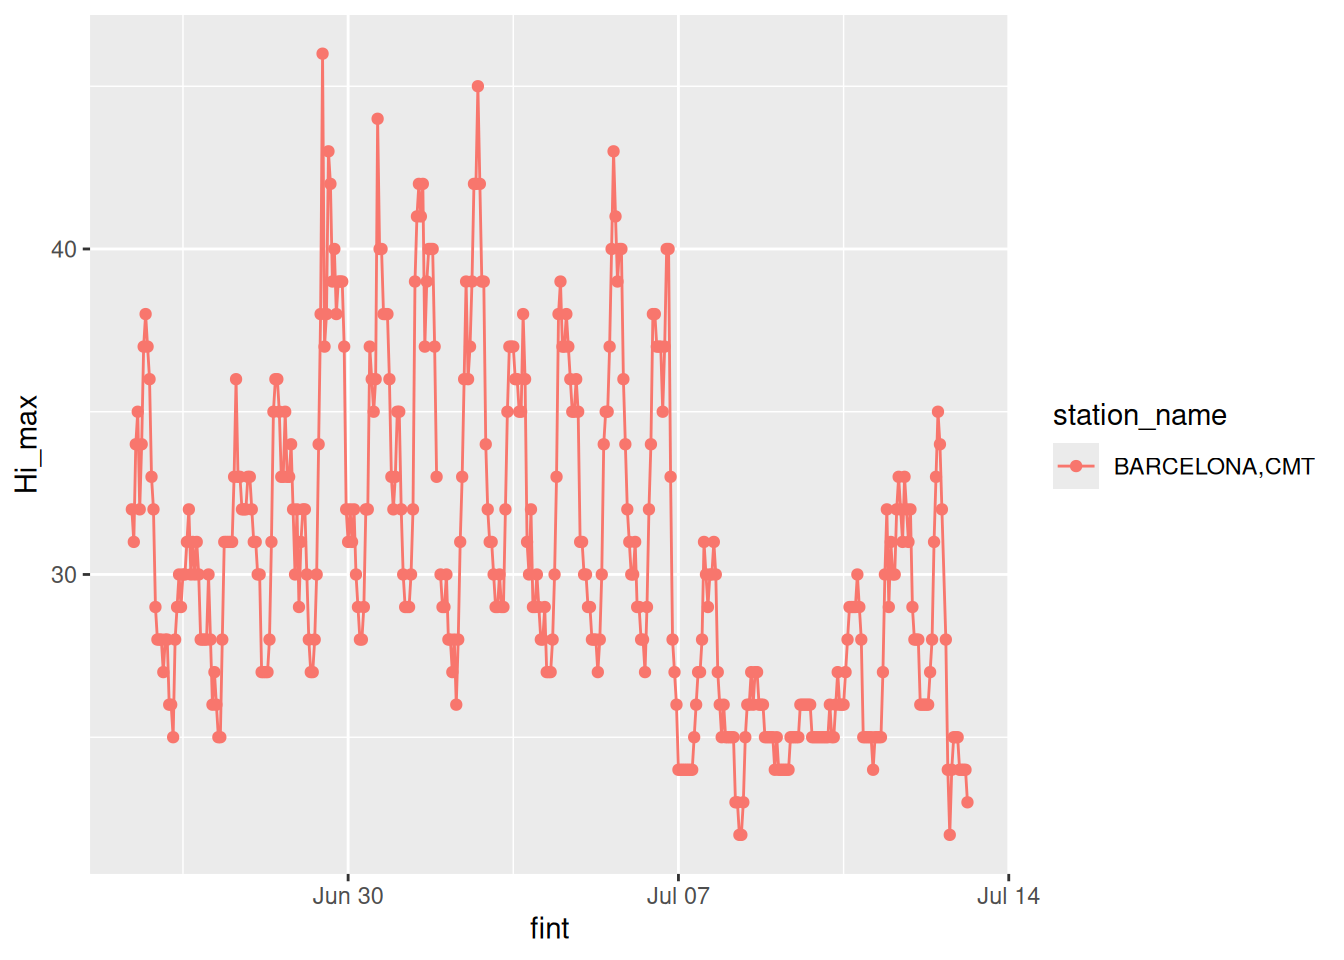 40
30
Hi_max
Jun 30
Jul 07
Jul 14
fint
station_name
BARCELONA,CMT